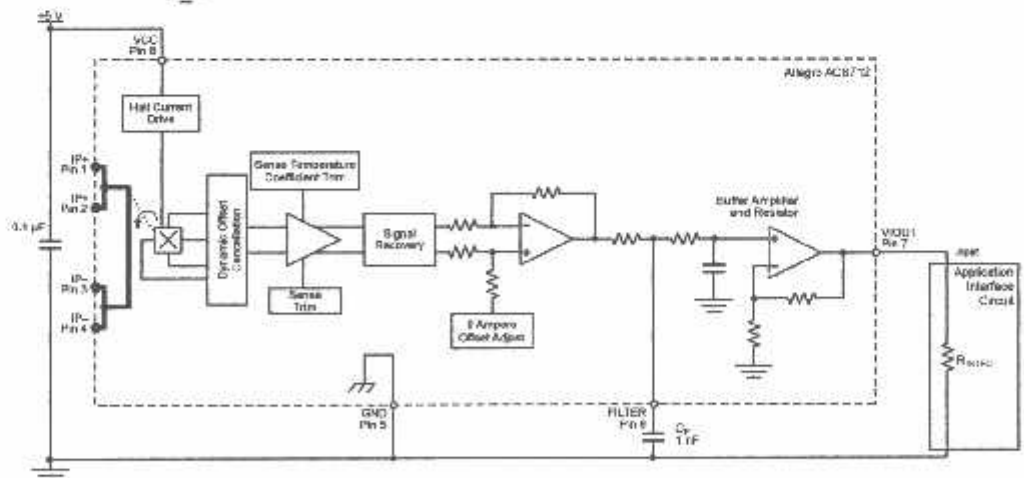 +5 V
VCC
Pin 8
Allegro ACS712
Hall Current
Drive
IP+
Pin 1
IP+
Pin 2
IP−
Pin 3
IP−
Pin 4
0.1 µF
Dynamic Offset
Cancellation
Sense Temperature
Coefficient Trim
Sense
Trim
Signal
Recovery
0 Ampere
Offset Adjust
Buffer Amplifier
and Resistor
VIOUT
Pin 7
Input
Application
Interface
Circuit
GND
Pin 5
FILTER
Pin 6
CF
1 nF